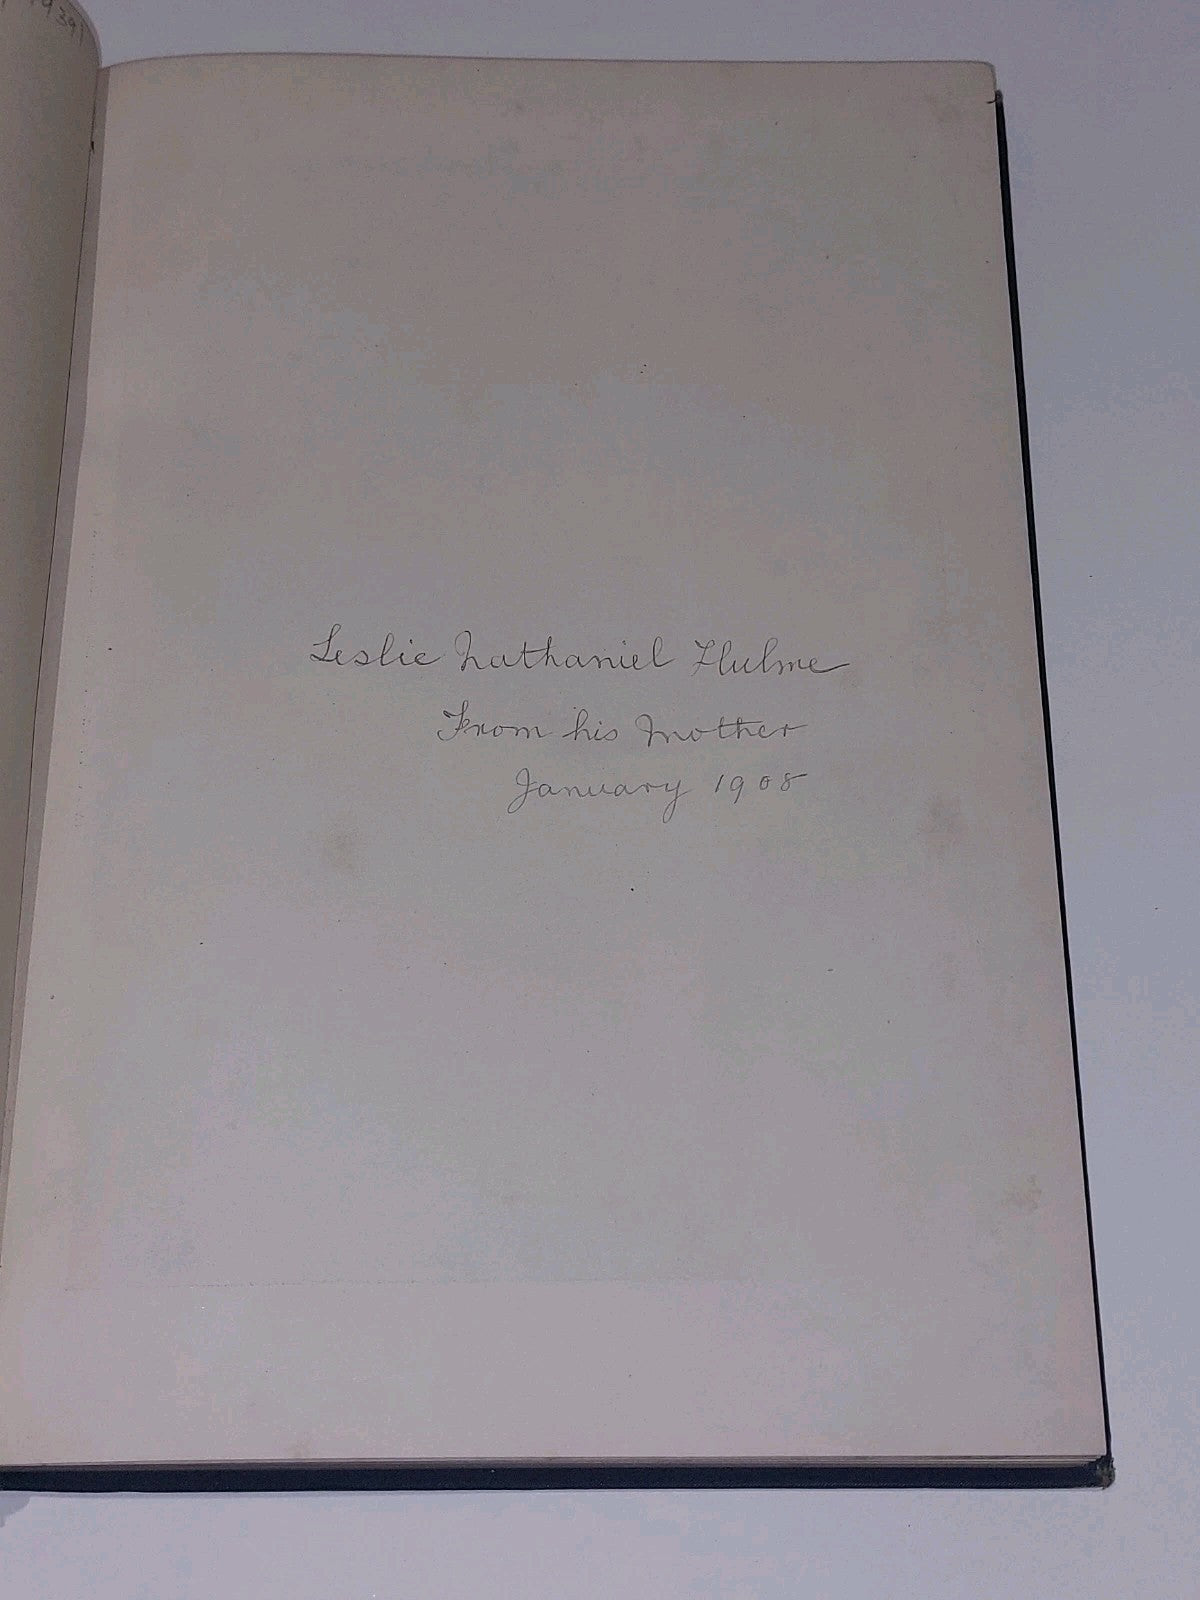 Leslie Nathaniel Hulme
From his Mother
January 1908